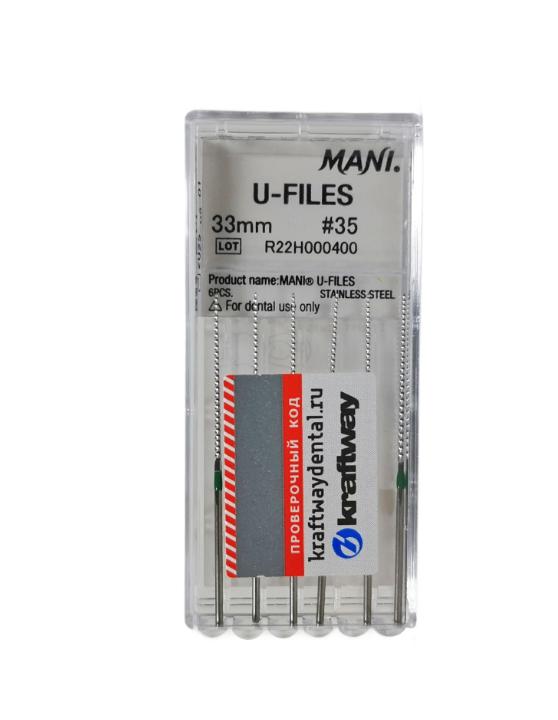 MANI.
U-FILES
33mm #35
LOT R22H000400
Product name:MANI® U-FILES
6PCS. STAINLESS STEEL
For dental use only
ПРОВЕРОЧНЫЙ КОД
kraftwaydental.ru
kraftway